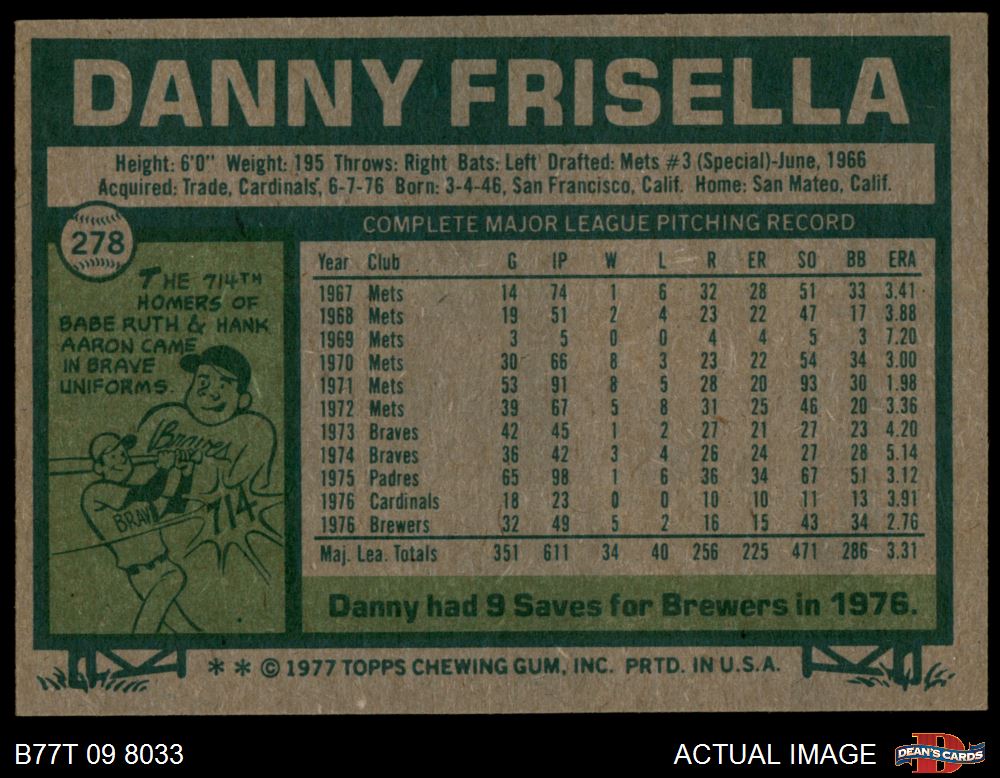 DANNY FRISELLA
Height: 6'0" Weight: 195 Throws: Right Bats: Left Drafted: Mets #3 (Special)-June, 1966
Acquired: Trade, Cardinals, 6-7-76 Born: 3-4-46, San Francisco, Calif. Home: San Mateo, Calif.
278
COMPLETE MAJOR LEAGUE PITCHING RECORD
THE 714TH
HOMERS OF
BABE RUTH & HANK
AARON CAME
IN BRAVE
UNIFORMS.
Braves
BRAV
714
Year Club G IP W L R ER SO BB ERA
1967 Mets 14 74 1 6 32 28 51 33 3.41
1968 Mets 19 51 2 4 23 22 47 17 3.88
1969 Mets 3 5 0 0 4 4 5 3 7.20
1970 Mets 30 66 8 3 23 22 54 34 3.00
1971 Mets 53 91 8 5 28 20 93 30 1.98
1972 Mets 39 67 5 8 31 25 46 20 3.36
1973 Braves 42 45 1 2 27 21 27 23 4.20
1974 Braves 36 42 3 4 26 24 27 28 5.14
1975 Padres 65 98 1 6 36 34 67 51 3.12
1976 Cardinals 18 23 0 0 10 10 11 13 3.91
1976 Brewers 32 49 5 2 16 15 43 34 2.76
Maj. Lea. Totals 351 611 34 40 256 225 471 286 3.31
Danny had 9 Saves for Brewers in 1976.
* * © 1977 TOPPS CHEWING GUM, INC. PRTD. IN U.S.A.
B77T 09 8033
ACTUAL IMAGE
DEAN'S CARDS